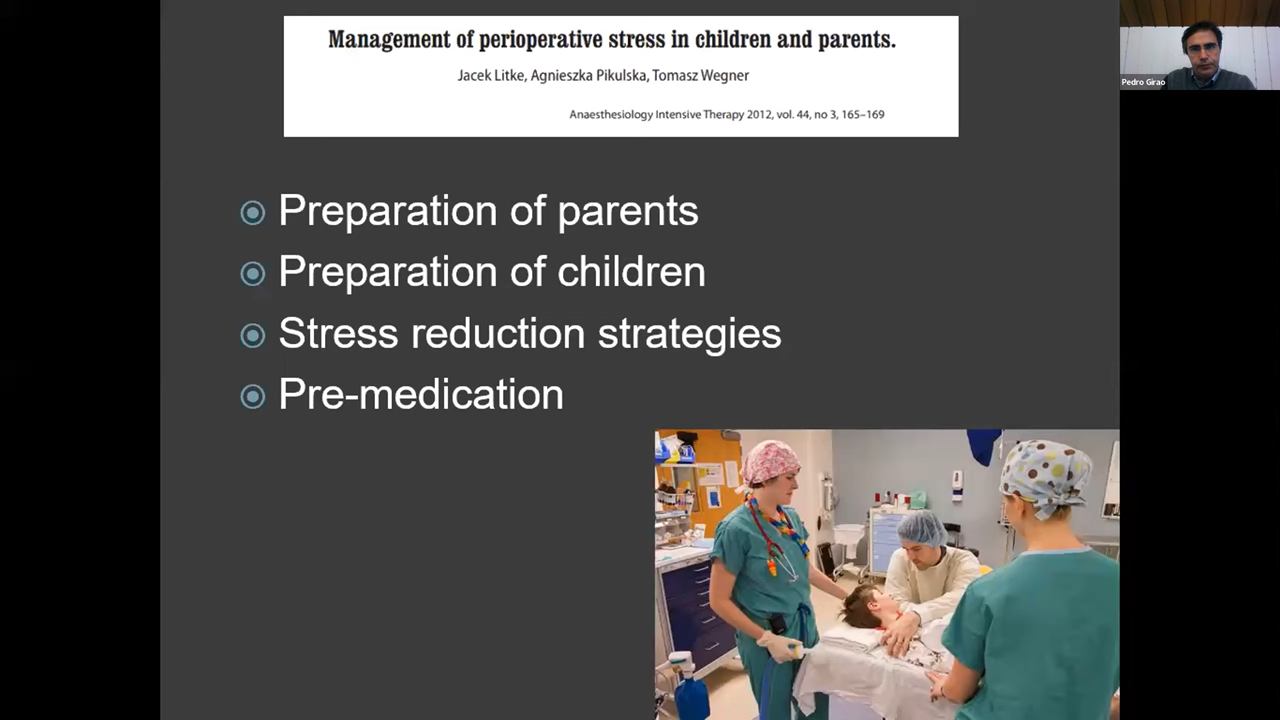 Management of perioperative stress in children and parents.
Jacek Litke, Agnieszka Pikulska, Tomasz Wegner
Anaesthesiology Intensive Therapy 2012, vol. 44, no 3, 165–169
Pedro Girao
Preparation of parents
Preparation of children
Stress reduction strategies
Pre-medication